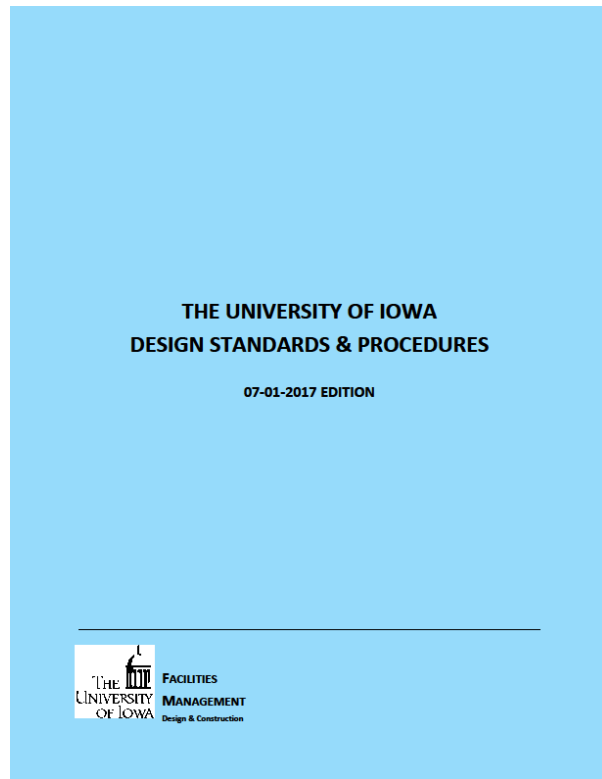 THE UNIVERSITY OF IOWA
DESIGN STANDARDS & PROCEDURES
07-01-2017 EDITION
THE
UNIVERSITY
OF IOWA
FACILITIES
MANAGEMENT
Design & Construction